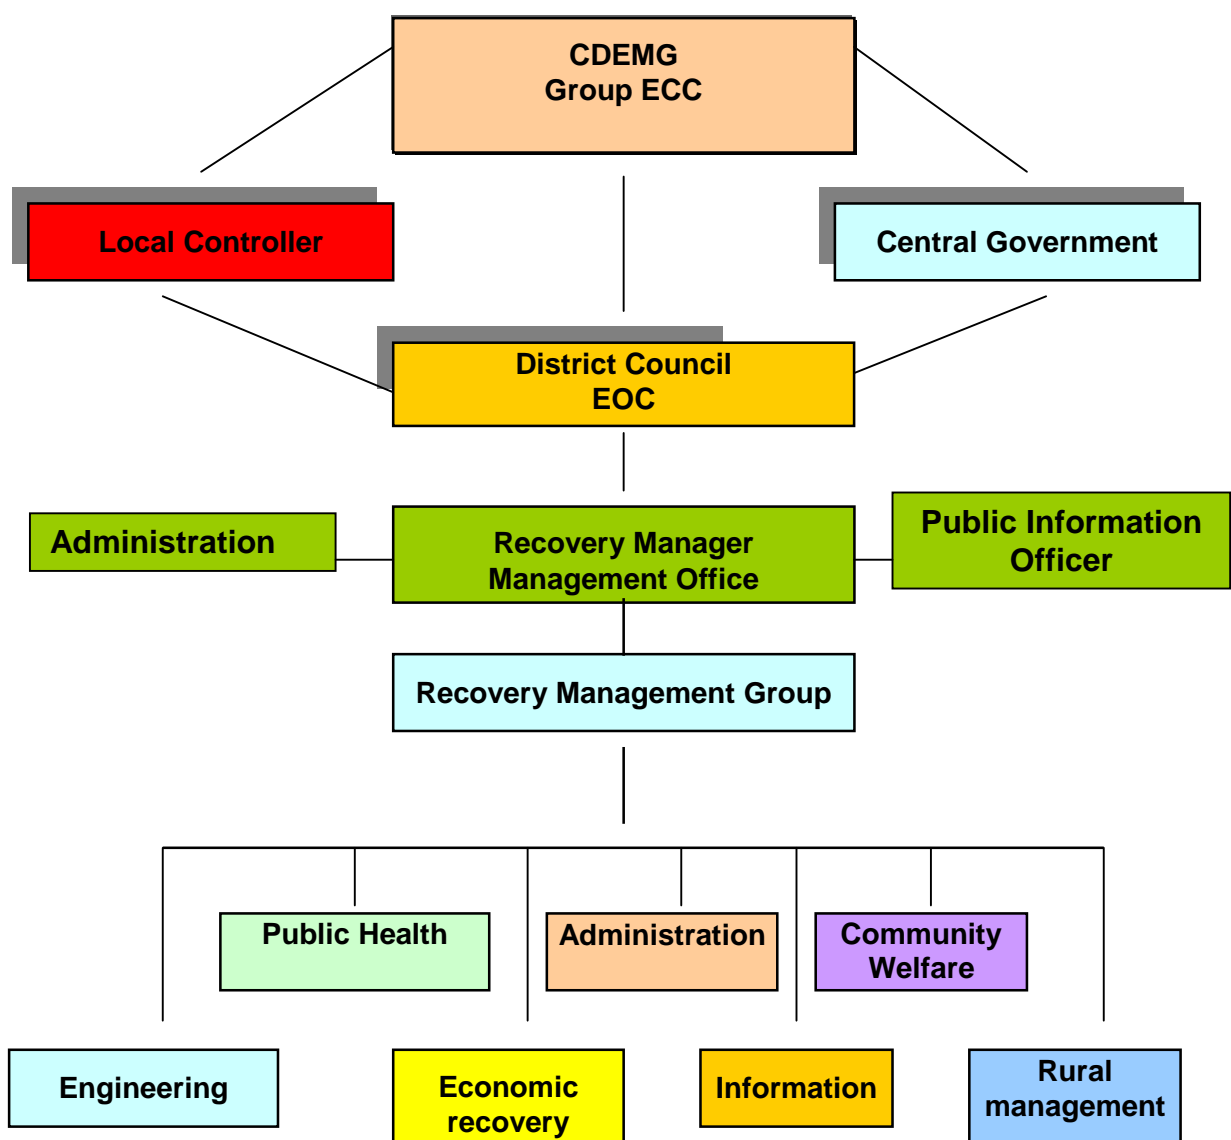 CDEMG
Group ECC
Local Controller
Central Government
District Council
EOC
Administration
Recovery Manager
Management Office
Public Information
Officer
Recovery Management Group
Public Health
Administration
Community
Welfare
Engineering
Economic
recovery
Information
Rural
management